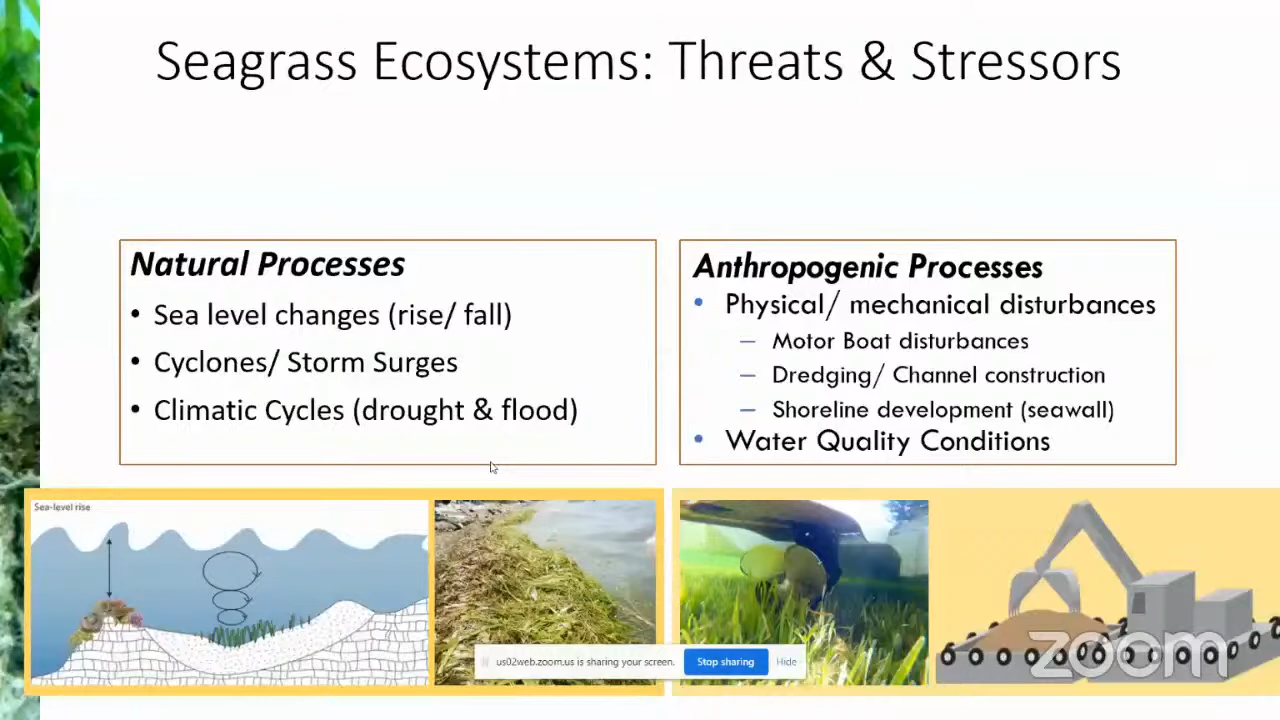 Seagrass Ecosystems: Threats & Stressors
Natural Processes
• Sea level changes (rise/ fall)
• Cyclones/ Storm Surges
• Climatic Cycles (drought & flood)
Anthropogenic Processes
• Physical/ mechanical disturbances
– Motor Boat disturbances
– Dredging/ Channel construction
– Shoreline development (seawall)
• Water Quality Conditions
Sea-level rise
us02web.zoom.us is sharing your screen.
Stop sharing
Hide
zoom